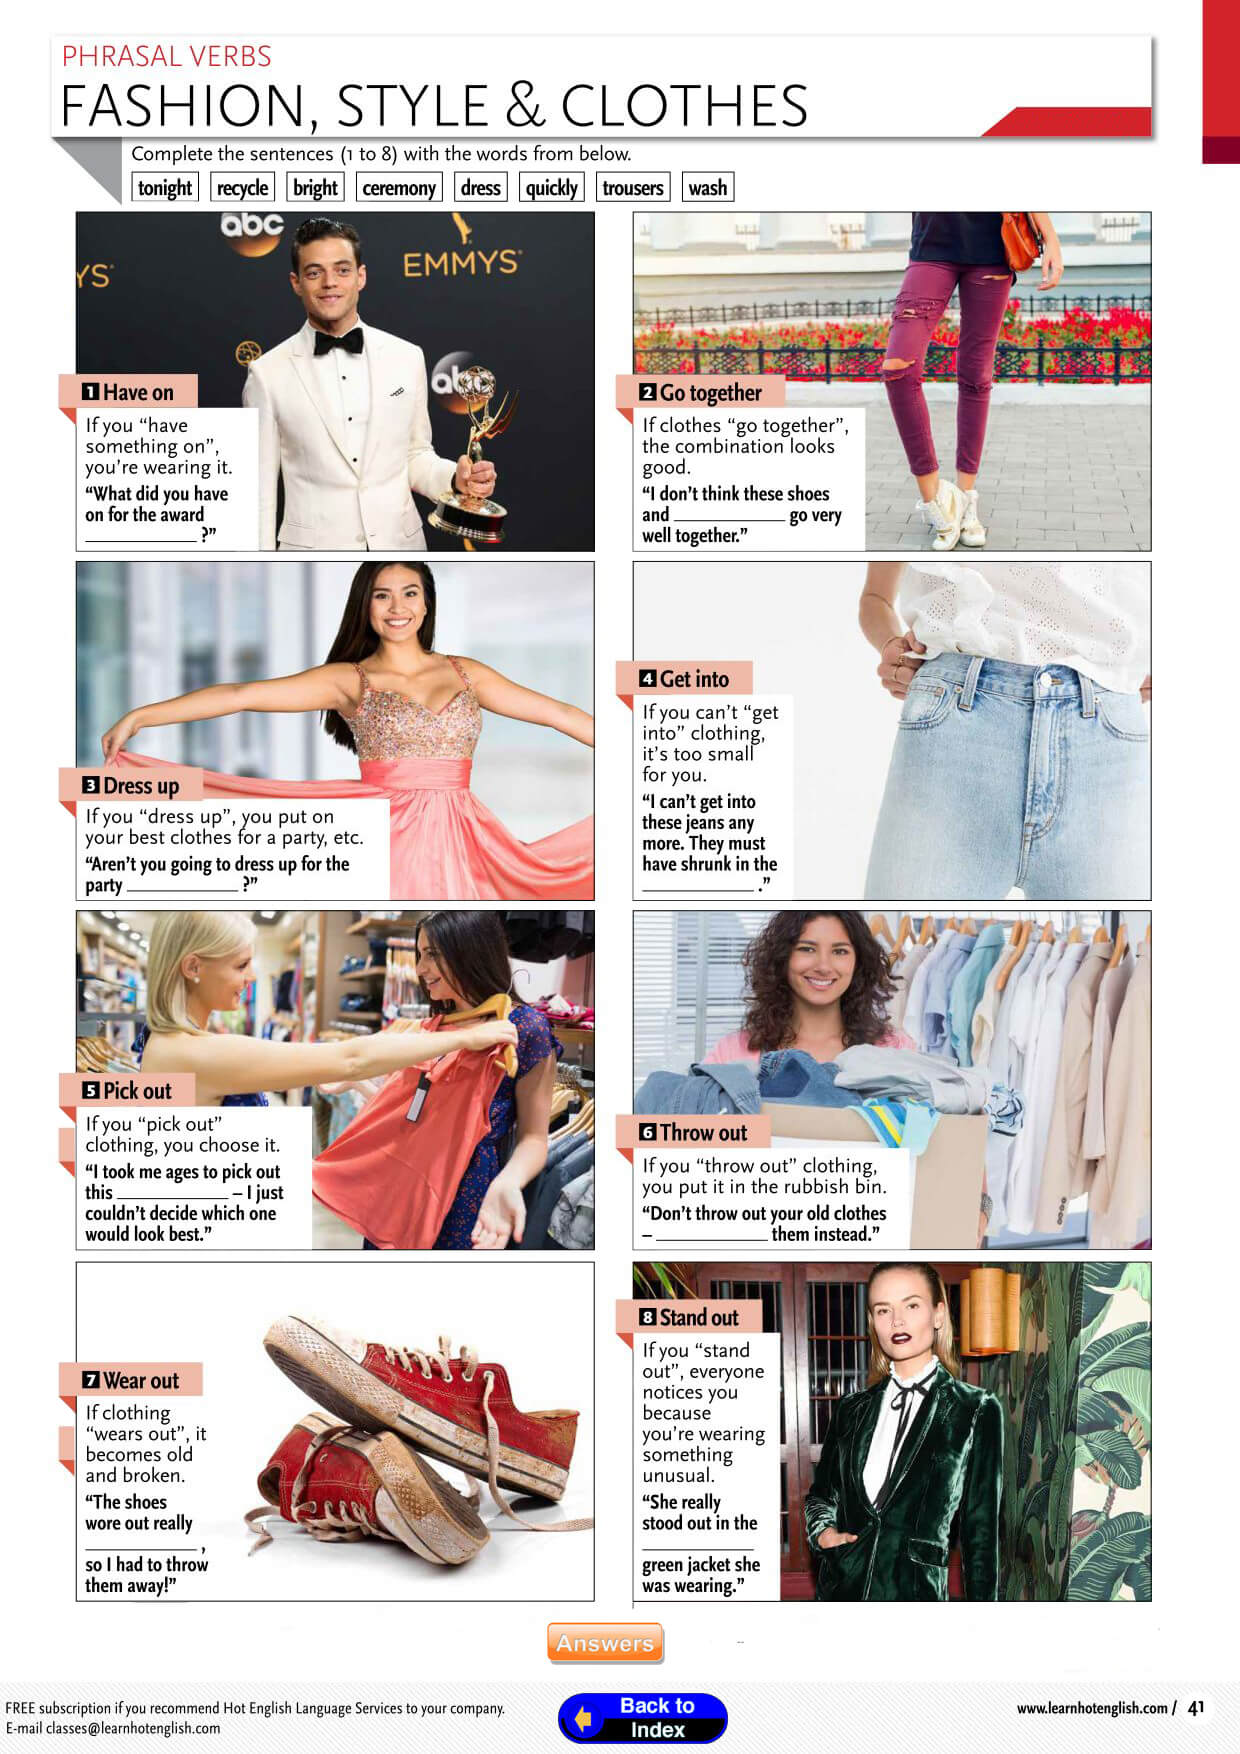 PHRASAL VERBS
FASHION, STYLE & CLOTHES
Complete the sentences (1 to 8) with the words from below.
tonight recycle bright ceremony dress quickly trousers wash
abc
EMMYS
YS
abc
1 Have on
If you “have
something on”,
you’re wearing it.
“What did you have
on for the award
____________ ?”
2 Go together
If clothes “go together”,
the combination looks
good.
“I don’t think these shoes
and ____________ go very
well together.”
3 Dress up
If you “dress up”, you put on
your best clothes for a party, etc.
“Aren’t you going to dress up for the
party ____________ ?”
4 Get into
If you can’t “get
into” clothing,
it’s too small
for you.
“I can’t get into
these jeans any
more. They must
have shrunk in the
____________ .”
5 Pick out
If you “pick out”
clothing, you choose it.
“I took me ages to pick out
this ____________ – I just
couldn’t decide which one
would look best.”
6 Throw out
If you “throw out” clothing,
you put it in the rubbish bin.
“Don’t throw out your old clothes
– ____________ them instead.”
7 Wear out
If clothing
“wears out”, it
becomes old
and broken.
“The shoes
wore out really
____________ ,
so I had to throw
them away!”
8 Stand out
If you “stand
out”, everyone
notices you
because
you’re wearing
something
unusual.
“She really
stood out in the
____________
green jacket she
was wearing.”
Answers
FREE subscription if you recommend Hot English Language Services to your company.
E-mail classes@learnhotenglish.com
Back to
Index
www.learnhotenglish.com / 41